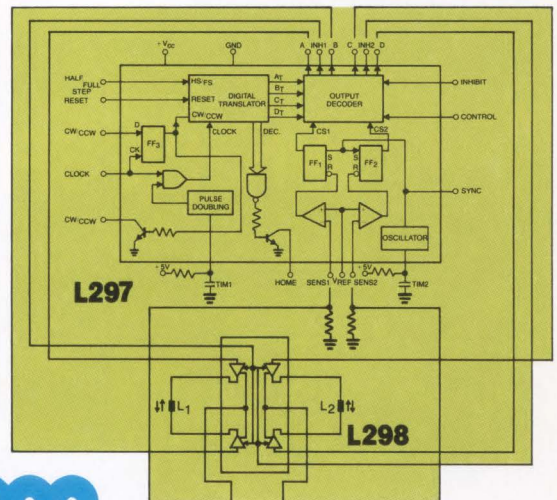 A INH1 B C INH2 D
+ Vcc GND
HALF FULL
STEP
RESET
HS/FS
RESET
CW/CCW
DIGITAL
TRANSLATOR
CLOCK DEC.
AT
BT
CT
DT
OUTPUT
DECODER
INHIBIT
CONTROL
CS1 CS2
CW/CCW
D
FF3
CK
CLOCK
PULSE
DOUBLING
FF1
S
R
S
R
FF2
SYNC
OSCILLATOR
CW/CCW
+ 5V
TIM1
HOME
SENS1 VREF SENS2
+5V
TIM2
L297
L1
L2
L298